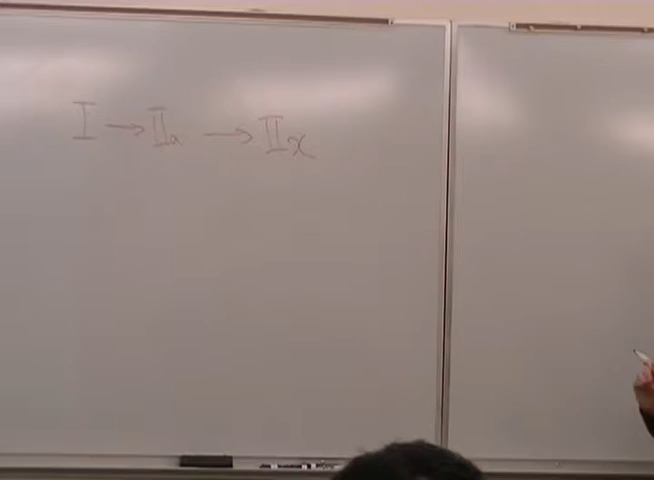 I → IIa → IIx